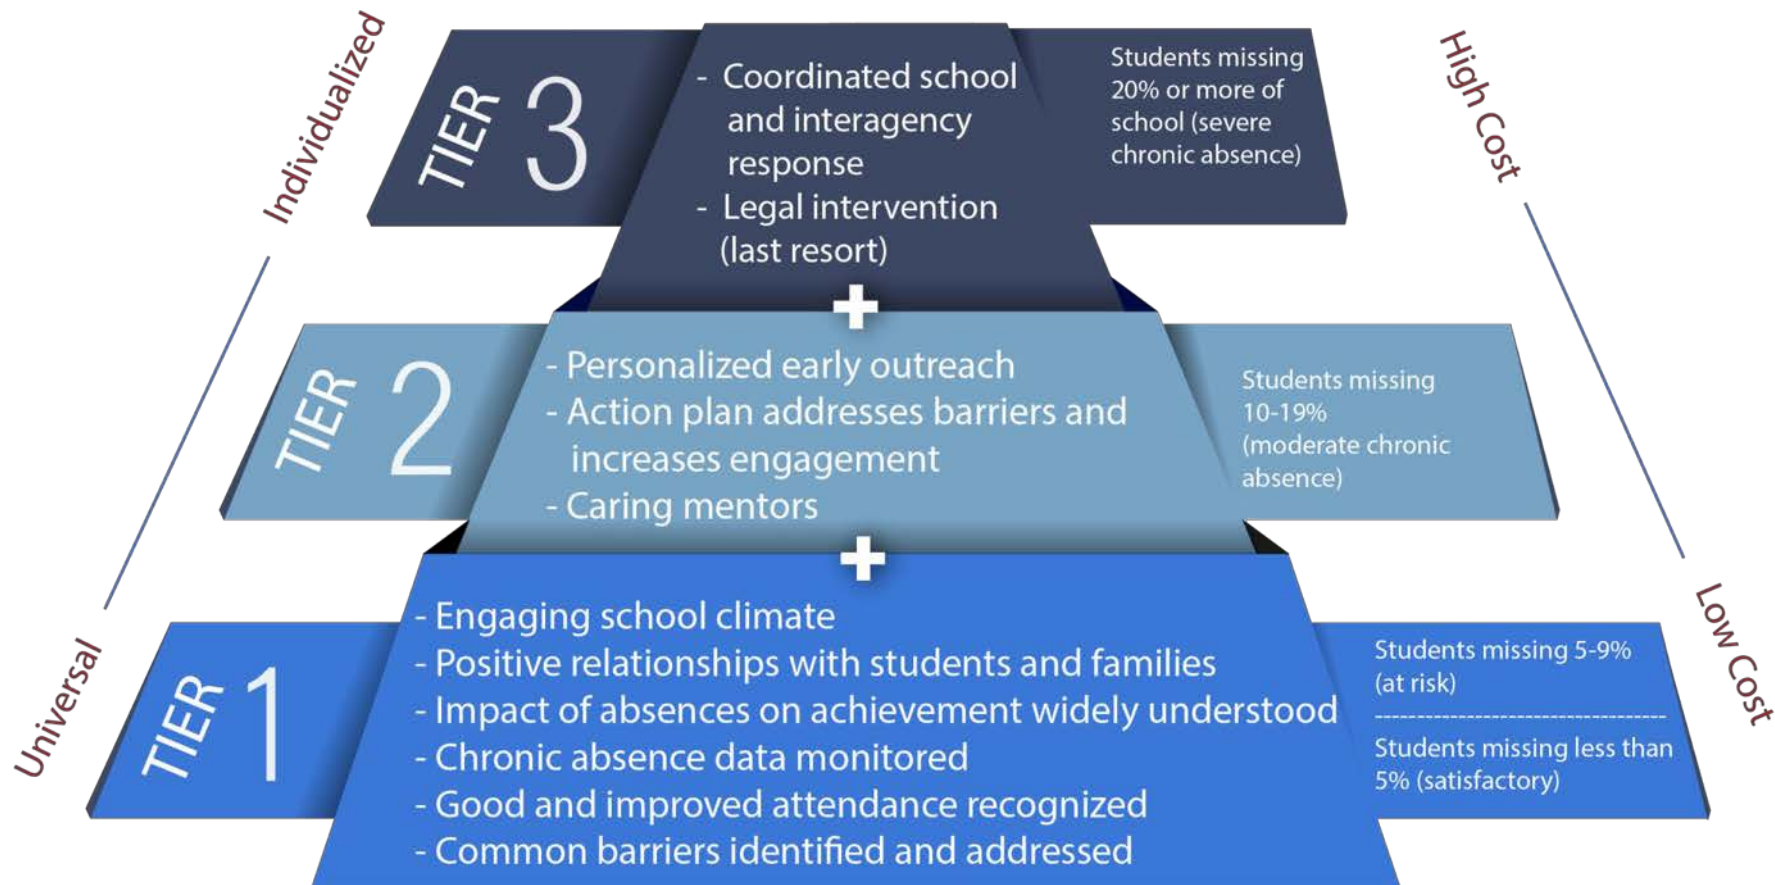 Individualized
Universal
High Cost
Low Cost
TIER 3
- Coordinated school
and interagency
response
- Legal intervention
(last resort)
Students missing
20% or more of
school (severe
chronic absence)
+
TIER 2
- Personalized early outreach
- Action plan addresses barriers and
increases engagement
- Caring mentors
Students missing
10-19%
(moderate chronic
absence)
+
TIER 1
- Engaging school climate
- Positive relationships with students and families
- Impact of absences on achievement widely understood
- Chronic absence data monitored
- Good and improved attendance recognized
- Common barriers identified and addressed
Students missing 5-9%
(at risk)
-----------------------------------
Students missing less than
5% (satisfactory)